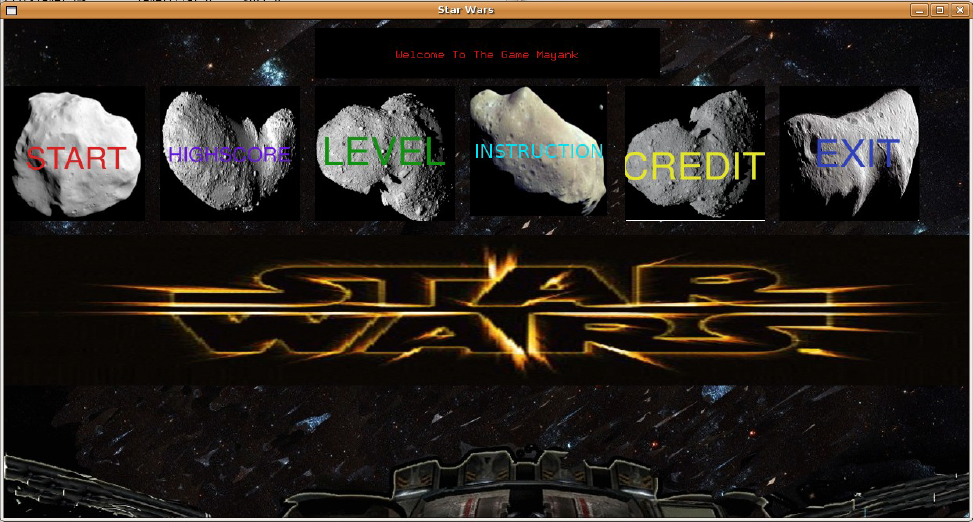 Star Wars
Welcome To The Game Mayank
START
HIGHSCORE
LEVEL
INSTRUCTION
CREDIT
EXIT
STAR
WARS